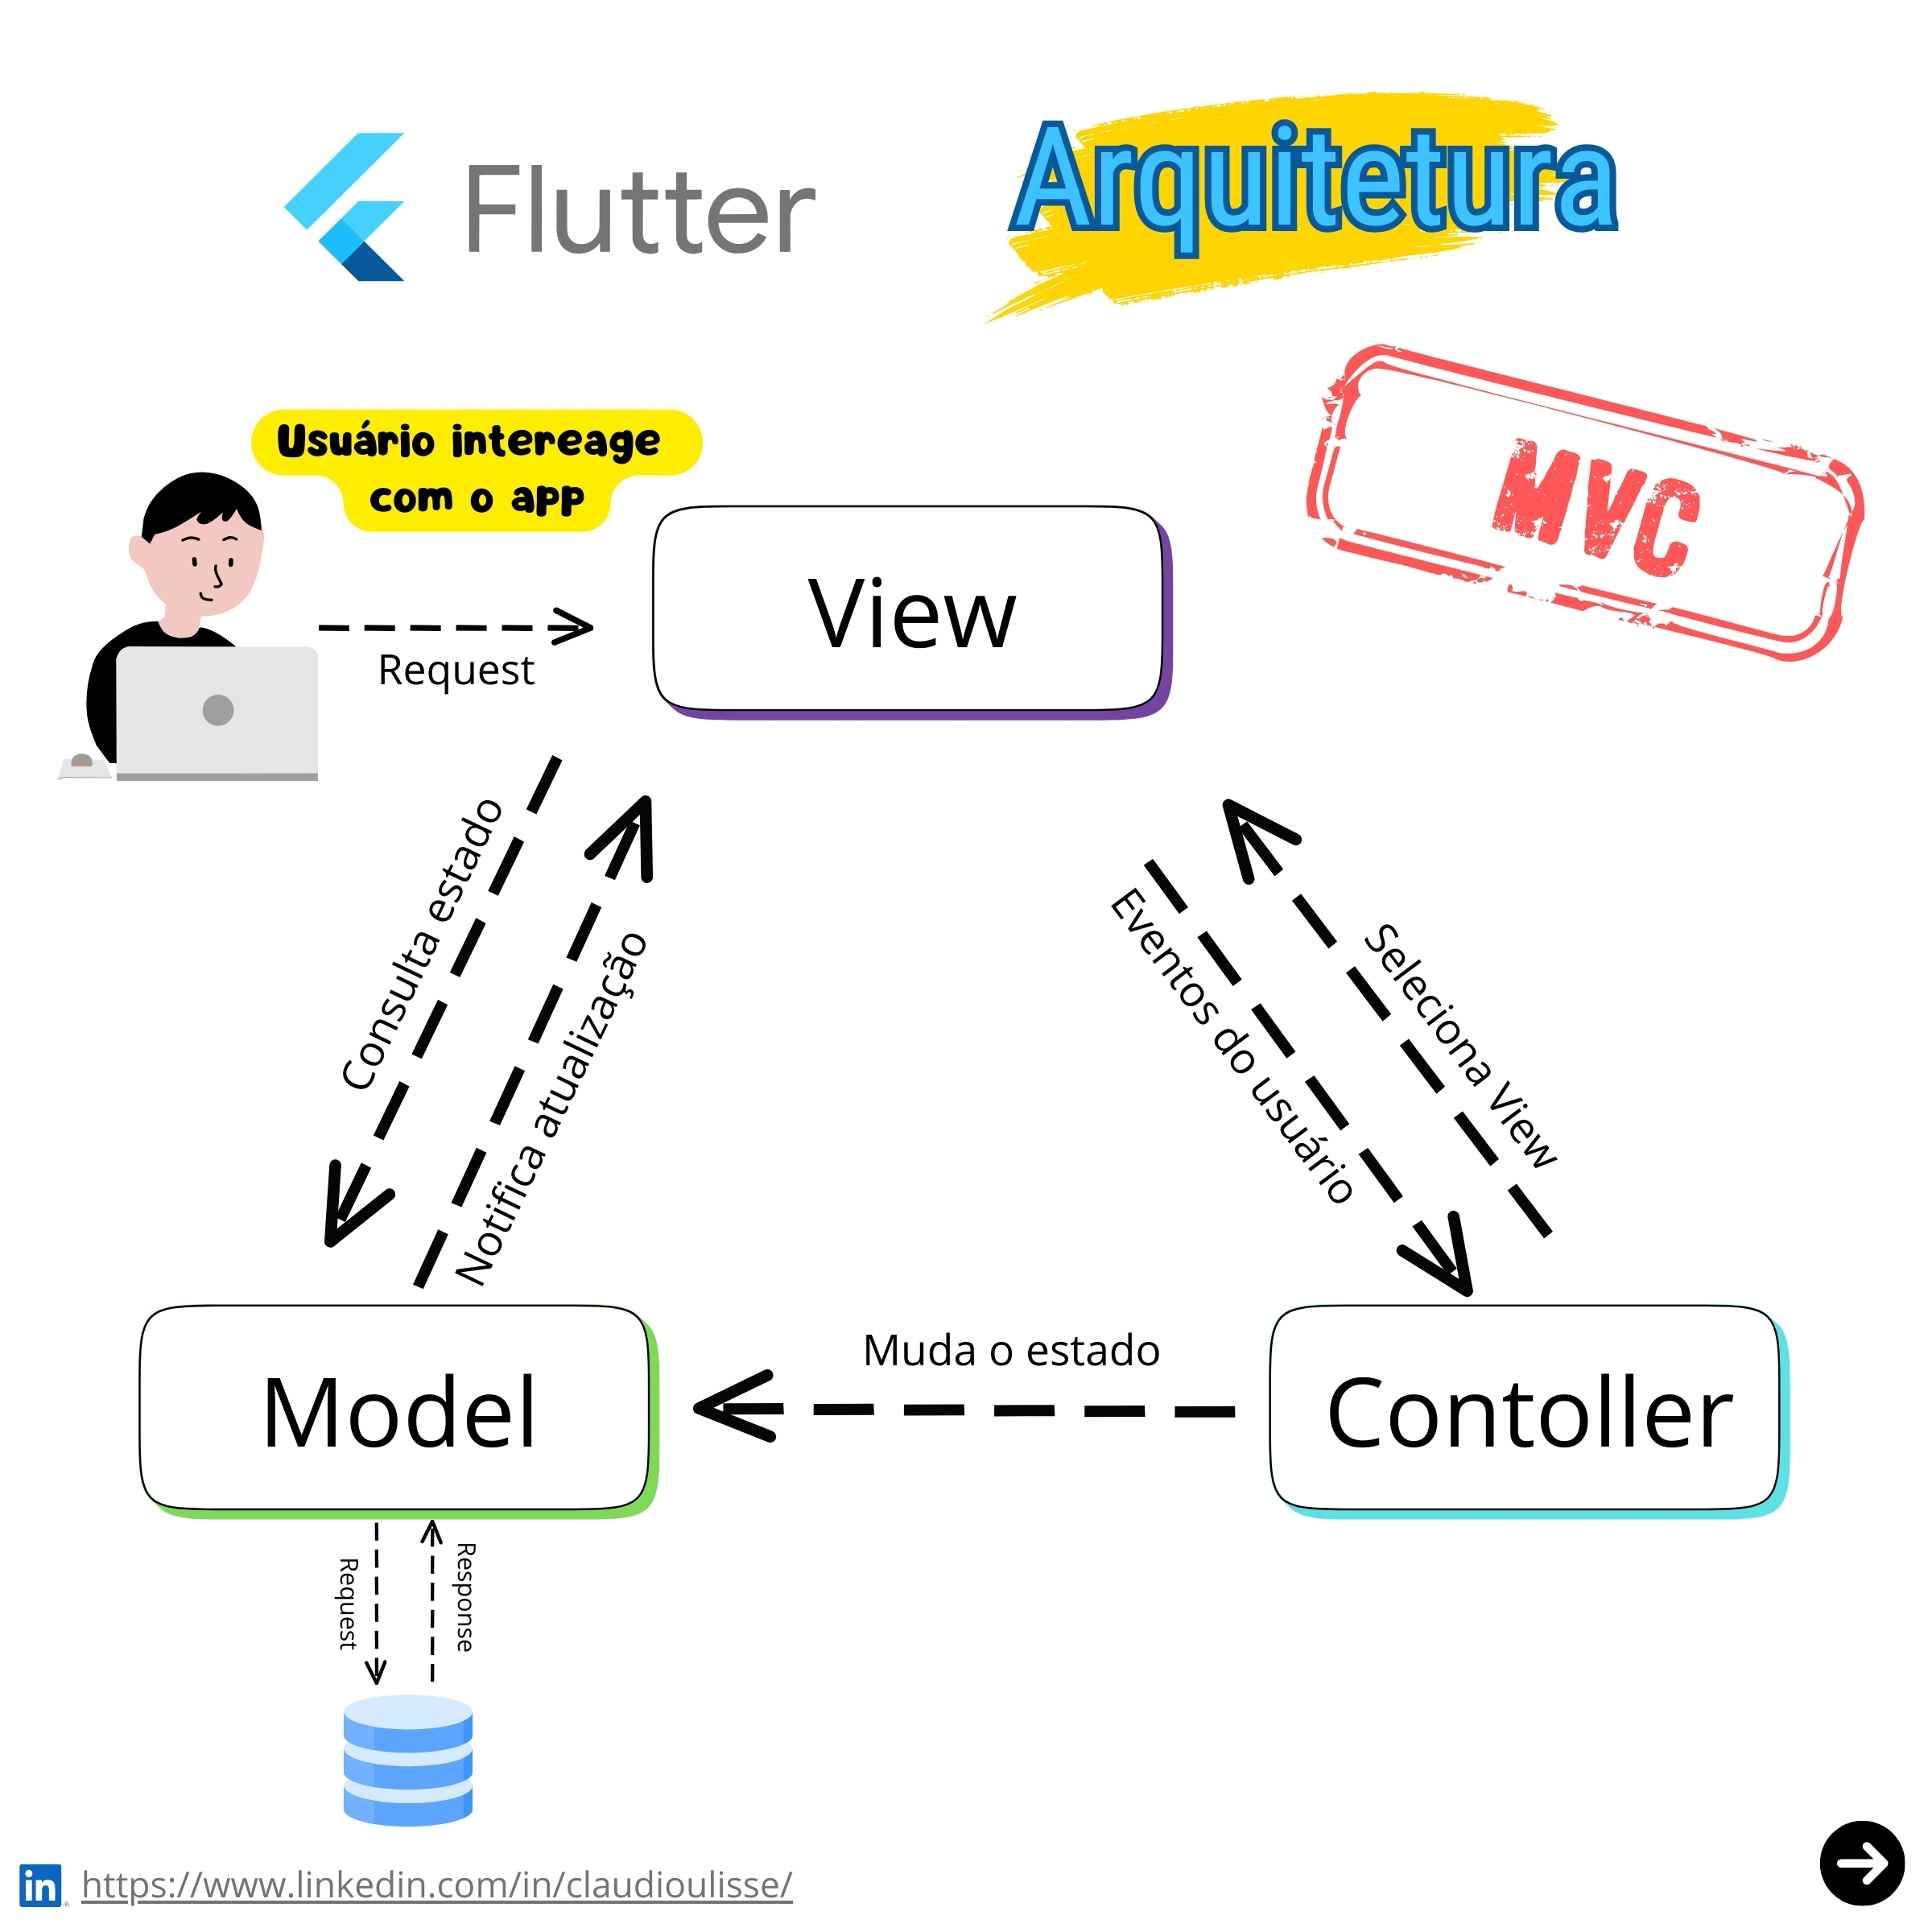 Flutter
Arquitetura
MVC
Usuário intereage
com o app
View
Request
Consulta estado
Notifica atualização
Eventos do usuário
Seleciona View
Muda o estado
Model
Contoller
Request
Response
in
https://www.linkedin.com/in/claudioulisse/